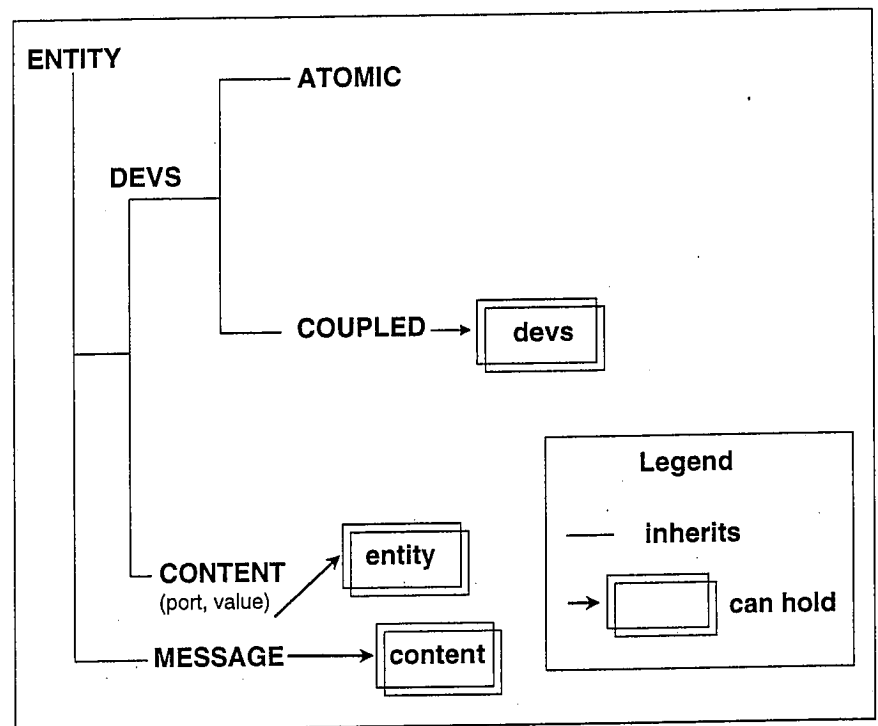 ENTITY
ATOMIC
DEVS
COUPLED
devs
Legend
inherits
can hold
entity
CONTENT
(port, value)
MESSAGE
content